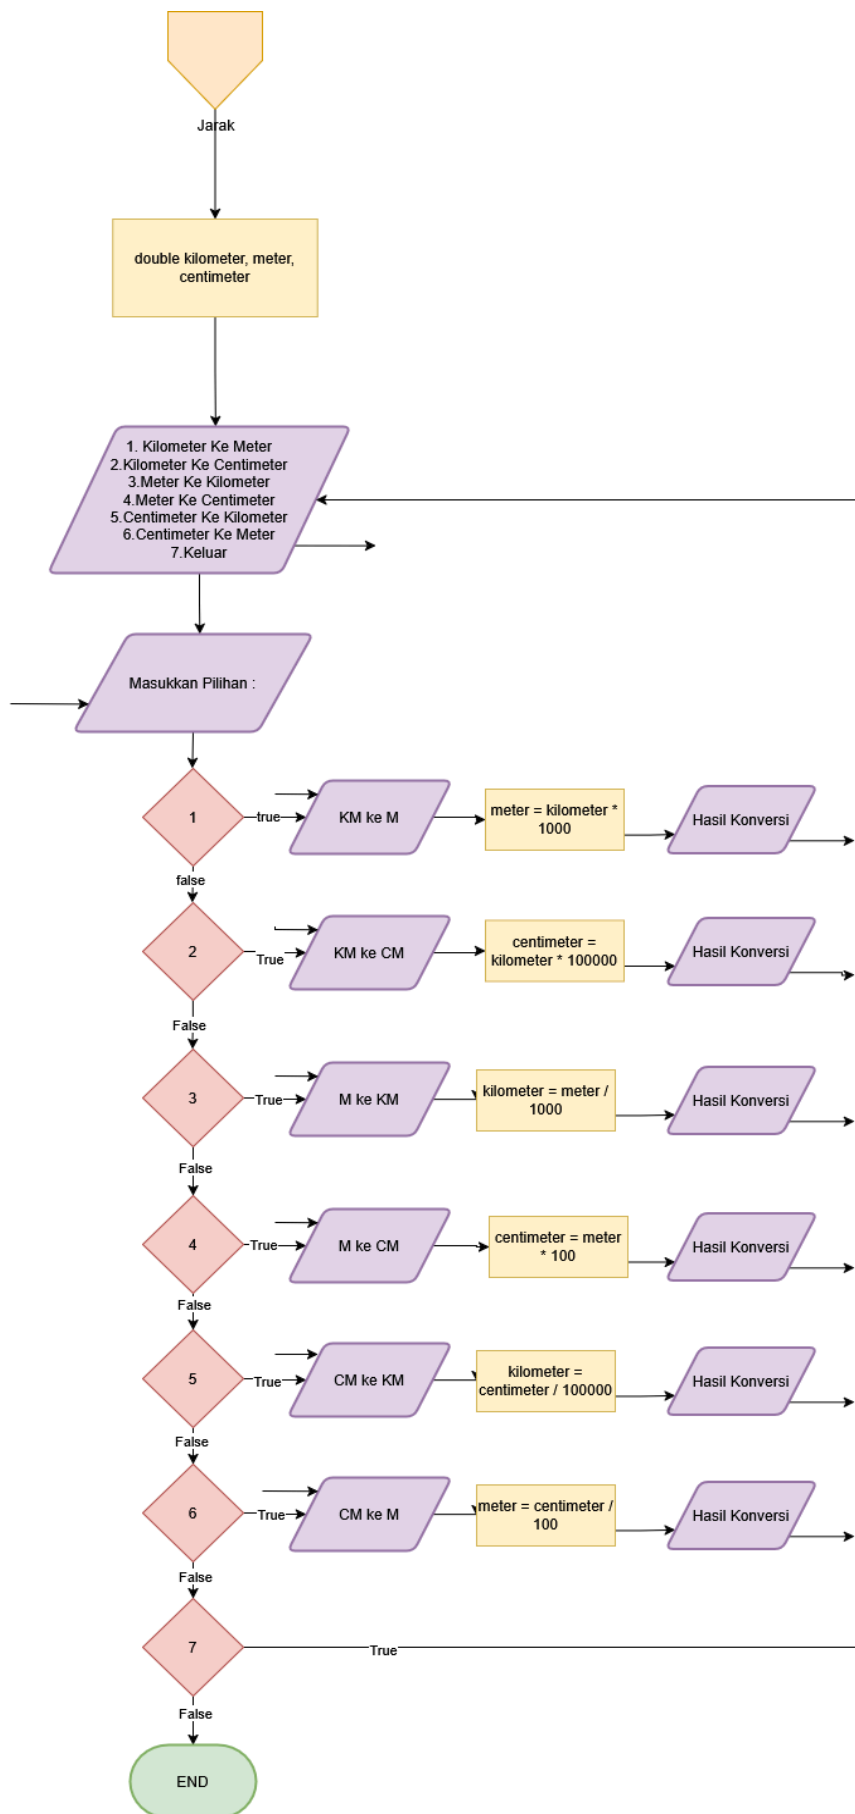 Jarak
double kilometer, meter,
centimeter
1. Kilometer Ke Meter
2.Kilometer Ke Centimeter
3.Meter Ke Kilometer
4.Meter Ke Centimeter
5.Centimeter Ke Kilometer
6.Centimeter Ke Meter
7.Keluar
Masukkan Pilihan :
1
true
KM ke M
meter = kilometer *
1000
Hasil Konversi
false
2
True
KM ke CM
centimeter =
kilometer * 100000
Hasil Konversi
False
3
True
M ke KM
kilometer = meter /
1000
Hasil Konversi
False
4
True
M ke CM
centimeter = meter
* 100
Hasil Konversi
False
5
True
CM ke KM
kilometer =
centimeter / 100000
Hasil Konversi
False
6
True
CM ke M
meter = centimeter /
100
Hasil Konversi
False
7
True
False
END